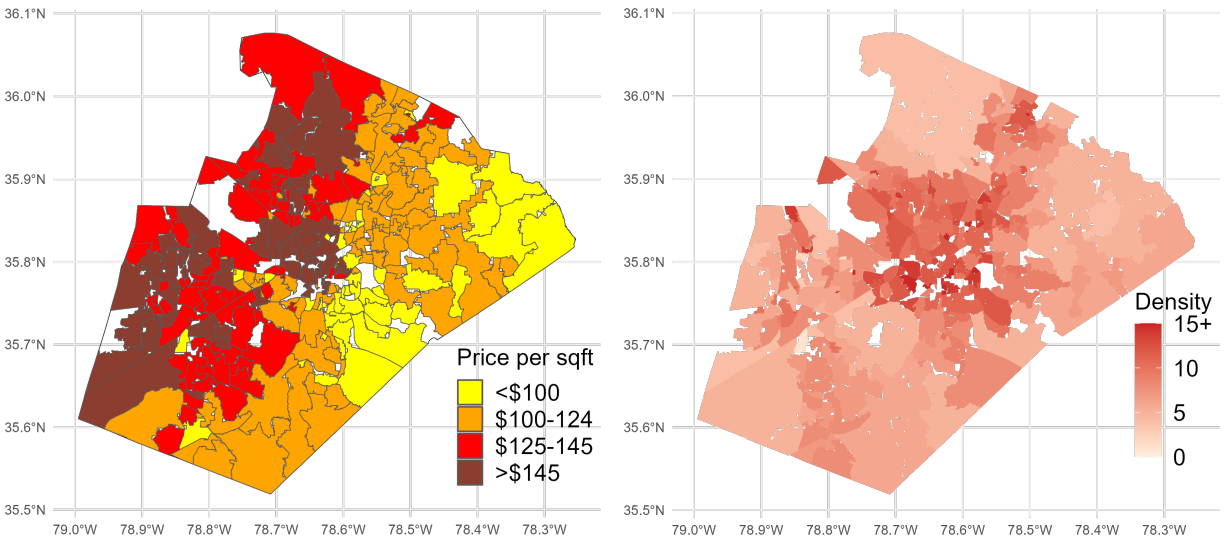 36.1°N
36.0°N
35.9°N
35.8°N
35.7°N
35.6°N
35.5°N
79.0°W 78.9°W 78.8°W 78.7°W 78.6°W 78.5°W 78.4°W 78.3°W
Price per sqft
<$100
$100-124
$125-145
>$145
36.1°N
36.0°N
35.9°N
35.8°N
35.7°N
35.6°N
35.5°N
79.0°W 78.9°W 78.8°W 78.7°W 78.6°W 78.5°W 78.4°W 78.3°W
Density
15+
10
5
0